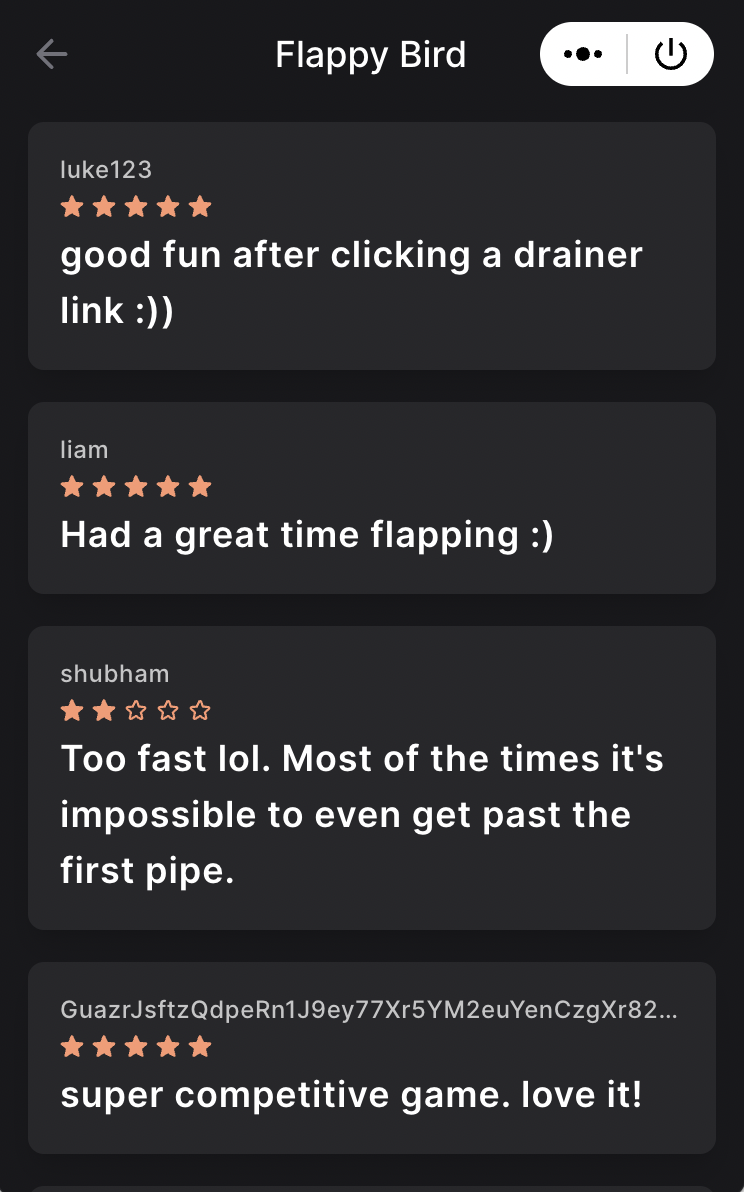 Flappy Bird
luke123
good fun after clicking a drainer
link :))
liam
Had a great time flapping :)
shubham
Too fast lol. Most of the times it's
impossible to even get past the
first pipe.
GuazrJsftzQdpeRn1J9ey77Xr5YM2euYenCzgXr82...
super competitive game. love it!